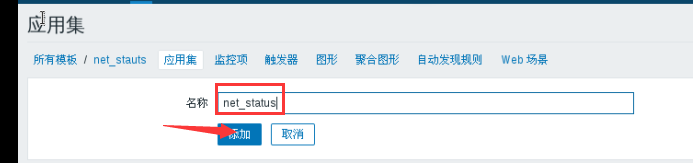 应用集
所有模板 / net_stauts 应用集 监控项 触发器 图形 聚合图形 自动发现规则 Web 场景
名称 net_status
添加 取消